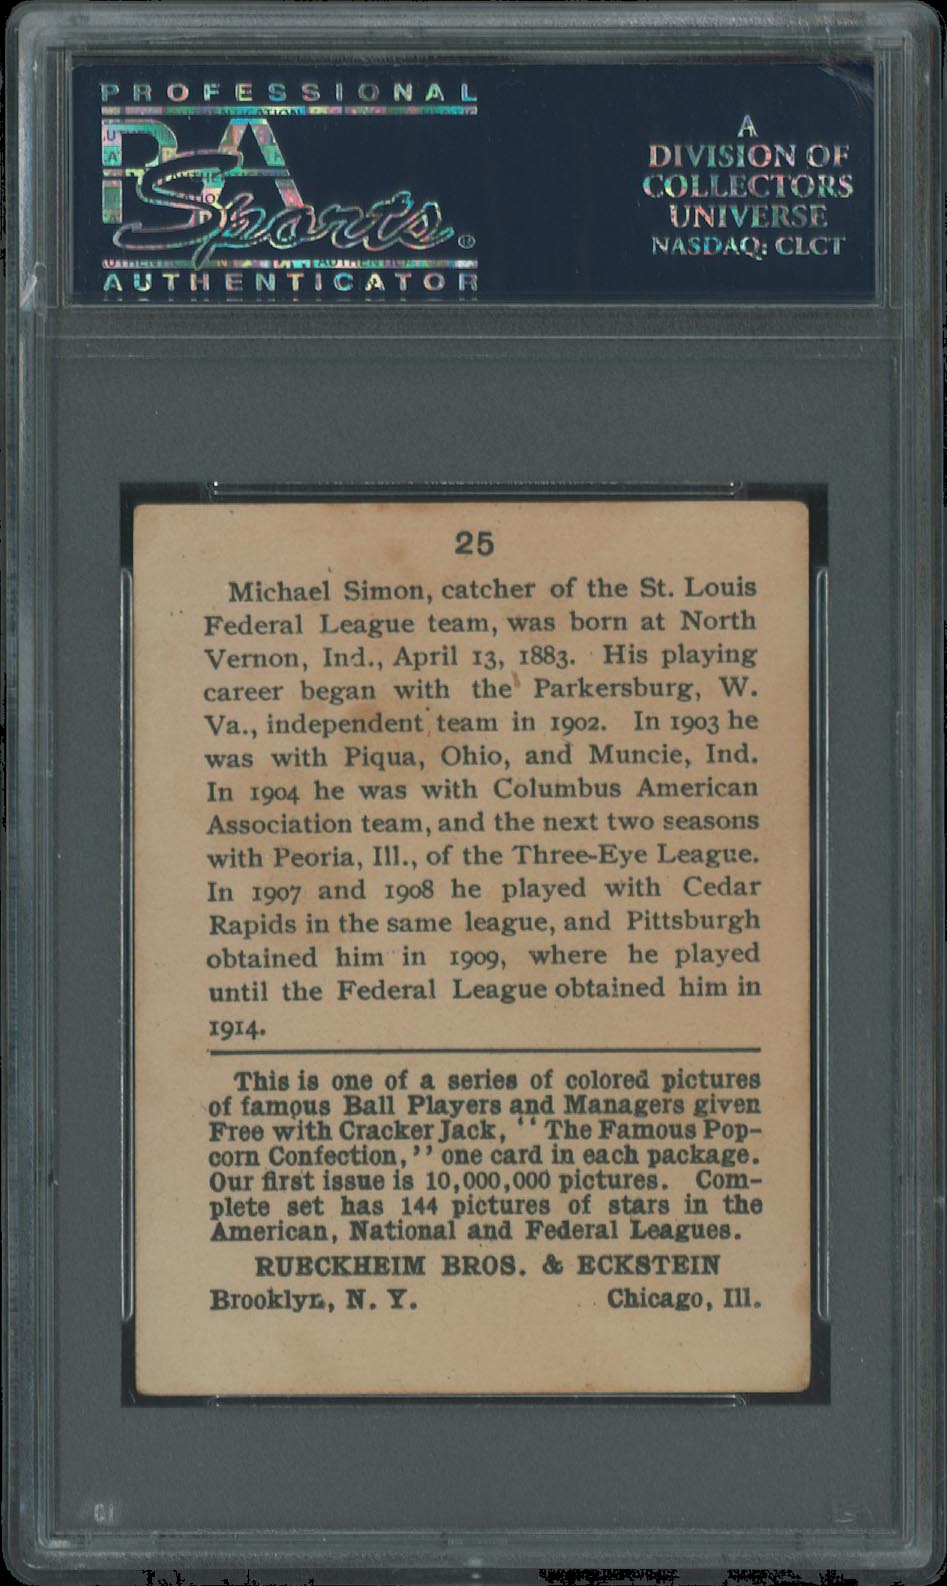 PROFESSIONAL
PSA
Sports®
AUTHENTICATOR
A
DIVISION OF
COLLECTORS
UNIVERSE
NASDAQ: CLCT
25
Michael Simon, catcher of the St. Louis
Federal League team, was born at North
Vernon, Ind., April 13, 1883. His playing
career began with the Parkersburg, W.
Va., independent team in 1902. In 1903 he
was with Piqua, Ohio, and Muncie, Ind.
In 1904 he was with Columbus American
Association team, and the next two seasons
with Peoria, Ill., of the Three-Eye League.
In 1907 and 1908 he played with Cedar
Rapids in the same league, and Pittsburgh
obtained him in 1909, where he played
until the Federal League obtained him in
1914.
This is one of a series of colored pictures
of famous Ball Players and Managers given
Free with Cracker Jack, “The Famous Pop-
corn Confection,” one card in each package.
Our first issue is 10,000,000 pictures. Com-
plete set has 144 pictures of stars in the
American, National and Federal Leagues.
RUECKHEIM BROS. & ECKSTEIN
Brooklyn, N. Y. Chicago, Ill.